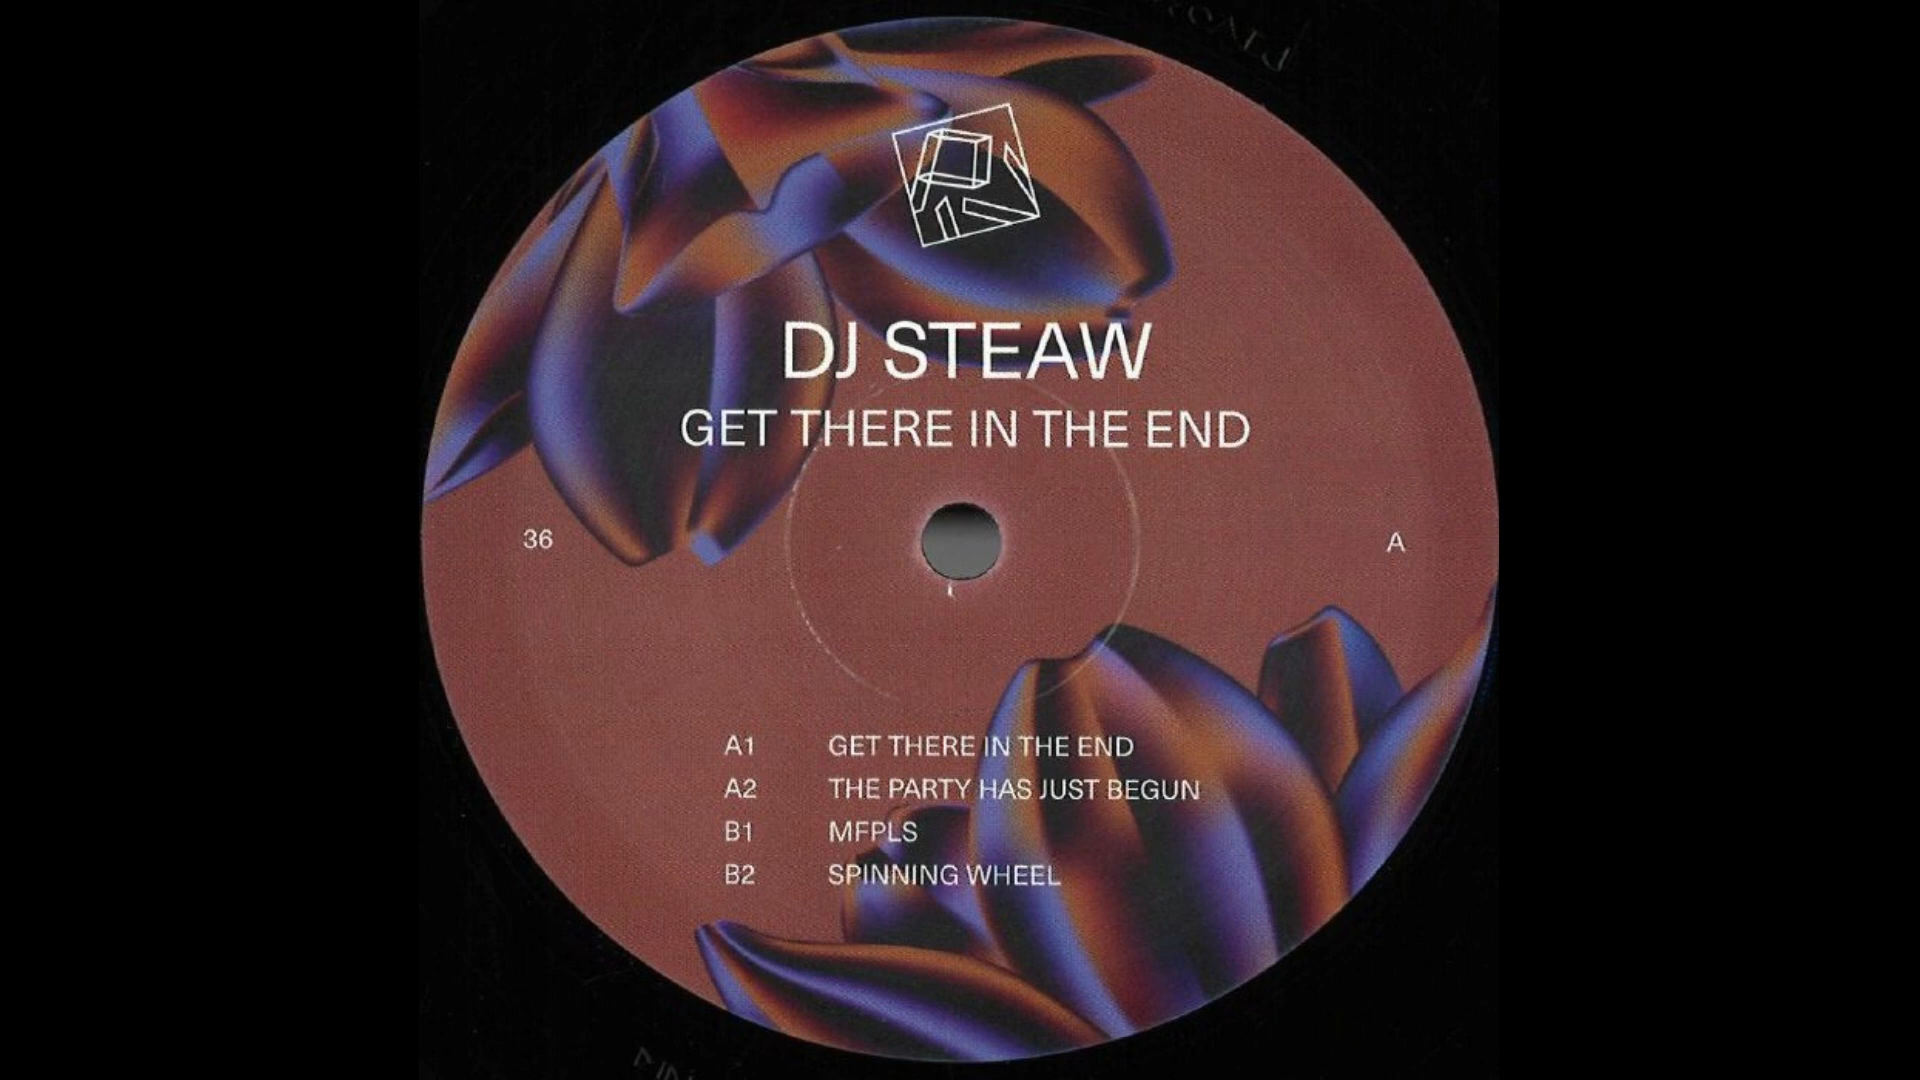 DJ STEAW
GET THERE IN THE END
36
A
A1 GET THERE IN THE END
A2 THE PARTY HAS JUST BEGUN
B1 MFPLS
B2 SPINNING WHEEL